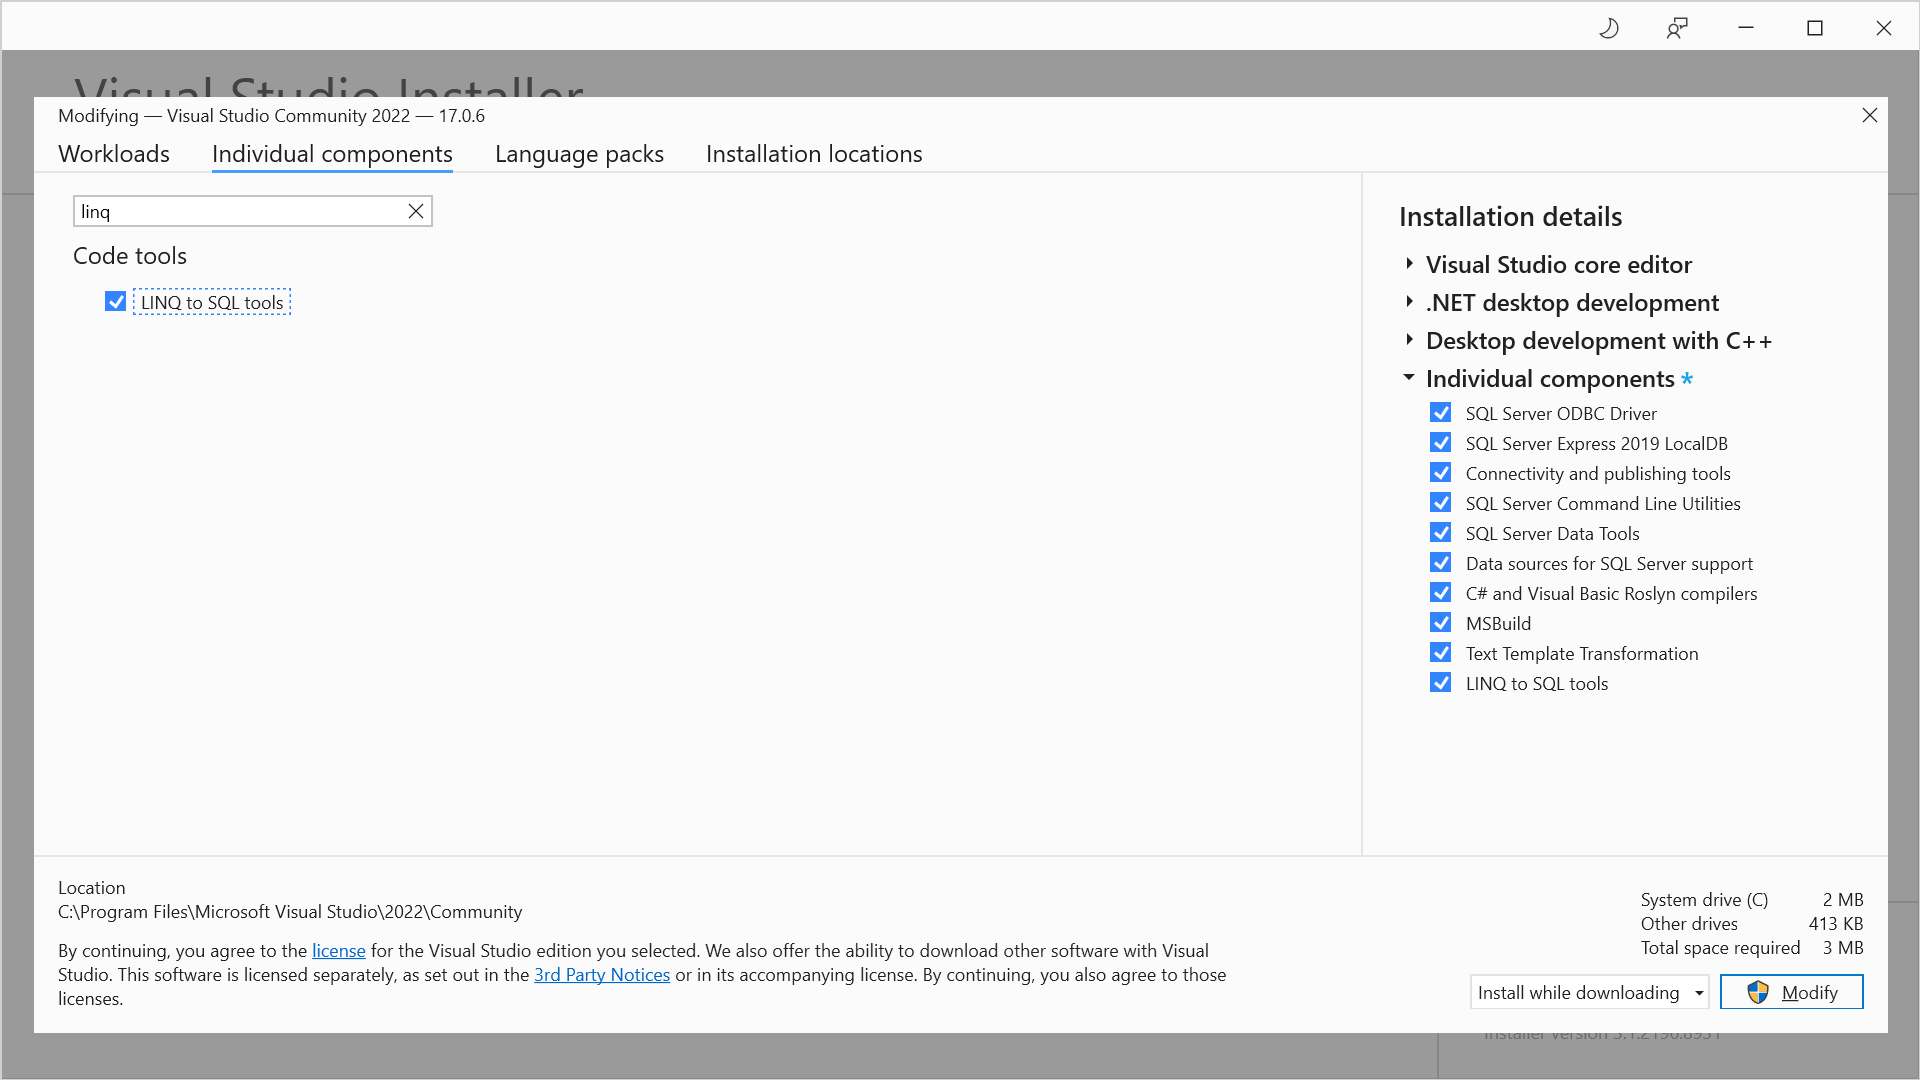 Visual Studio Installer
Modifying — Visual Studio Community 2022 — 17.0.6
Workloads
Individual components
Language packs
Installation locations
linq
Code tools
LINQ to SQL tools
Installation details
Visual Studio core editor
.NET desktop development
Desktop development with C++
Individual components *
SQL Server ODBC Driver
SQL Server Express 2019 LocalDB
Connectivity and publishing tools
SQL Server Command Line Utilities
SQL Server Data Tools
Data sources for SQL Server support
C# and Visual Basic Roslyn compilers
MSBuild
Text Template Transformation
LINQ to SQL tools
Location
C:\Program Files\Microsoft Visual Studio\2022\Community
By continuing, you agree to the license for the Visual Studio edition you selected. We also offer the ability to download other software with Visual
Studio. This software is licensed separately, as set out in the 3rd Party Notices or in its accompanying license. By continuing, you also agree to those
licenses.
System drive (C) 2 MB
Other drives 413 KB
Total space required 3 MB
Install while downloading
Modify
Installer version